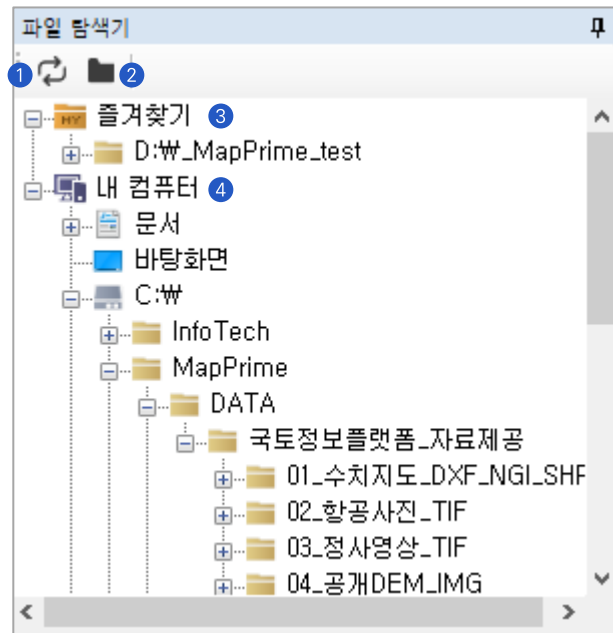 파일 탐색기
1 2
즐겨찾기 3
D:₩_MapPrime_test
내 컴퓨터 4
문서
바탕화면
C:₩
InfoTech
MapPrime
DATA
국토정보플랫폼_자료제공
01_수치지도_DXF_NGI_SHF
02_항공사진_TIF
03_정사영상_TIF
04_공개DEM_IMG